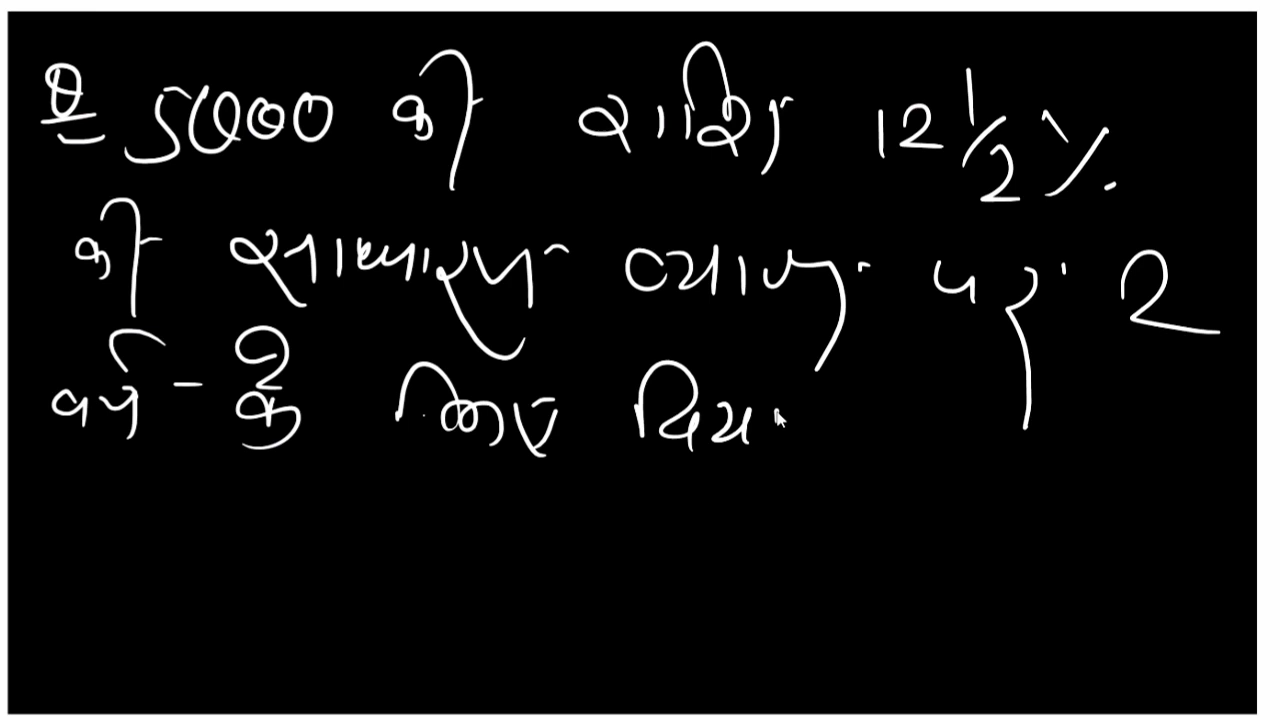 Q 5000 की राशि 12 1/2 %
की साधारण ब्याज पर 2
वर्ष - के लिए दिया